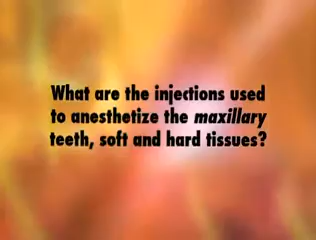 What are the injections used
to anesthetize the maxillary
teeth, soft and hard tissues?